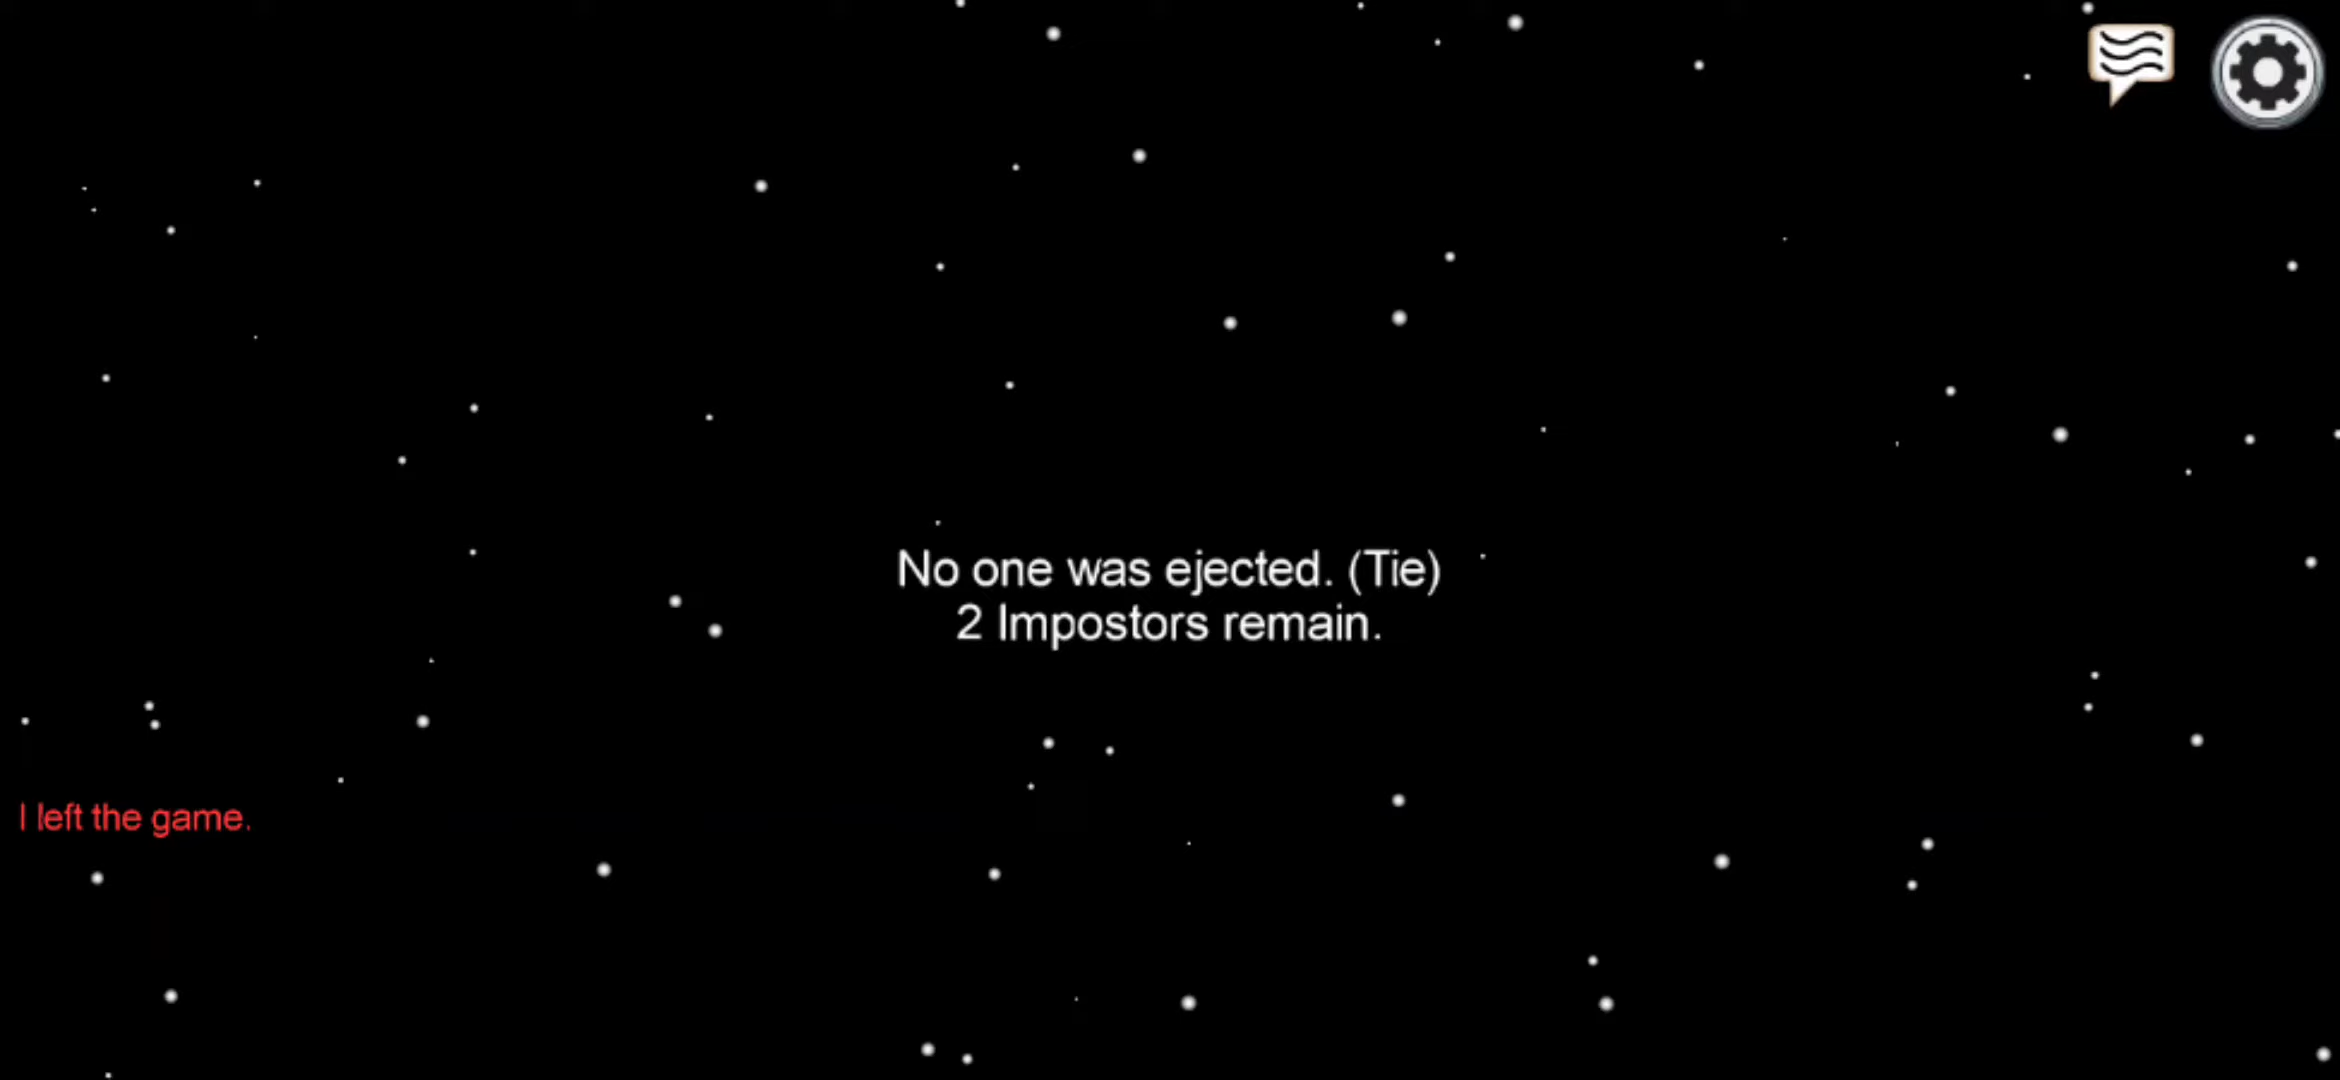 No one was ejected. (Tie)
2 Impostors remain.
I left the game.